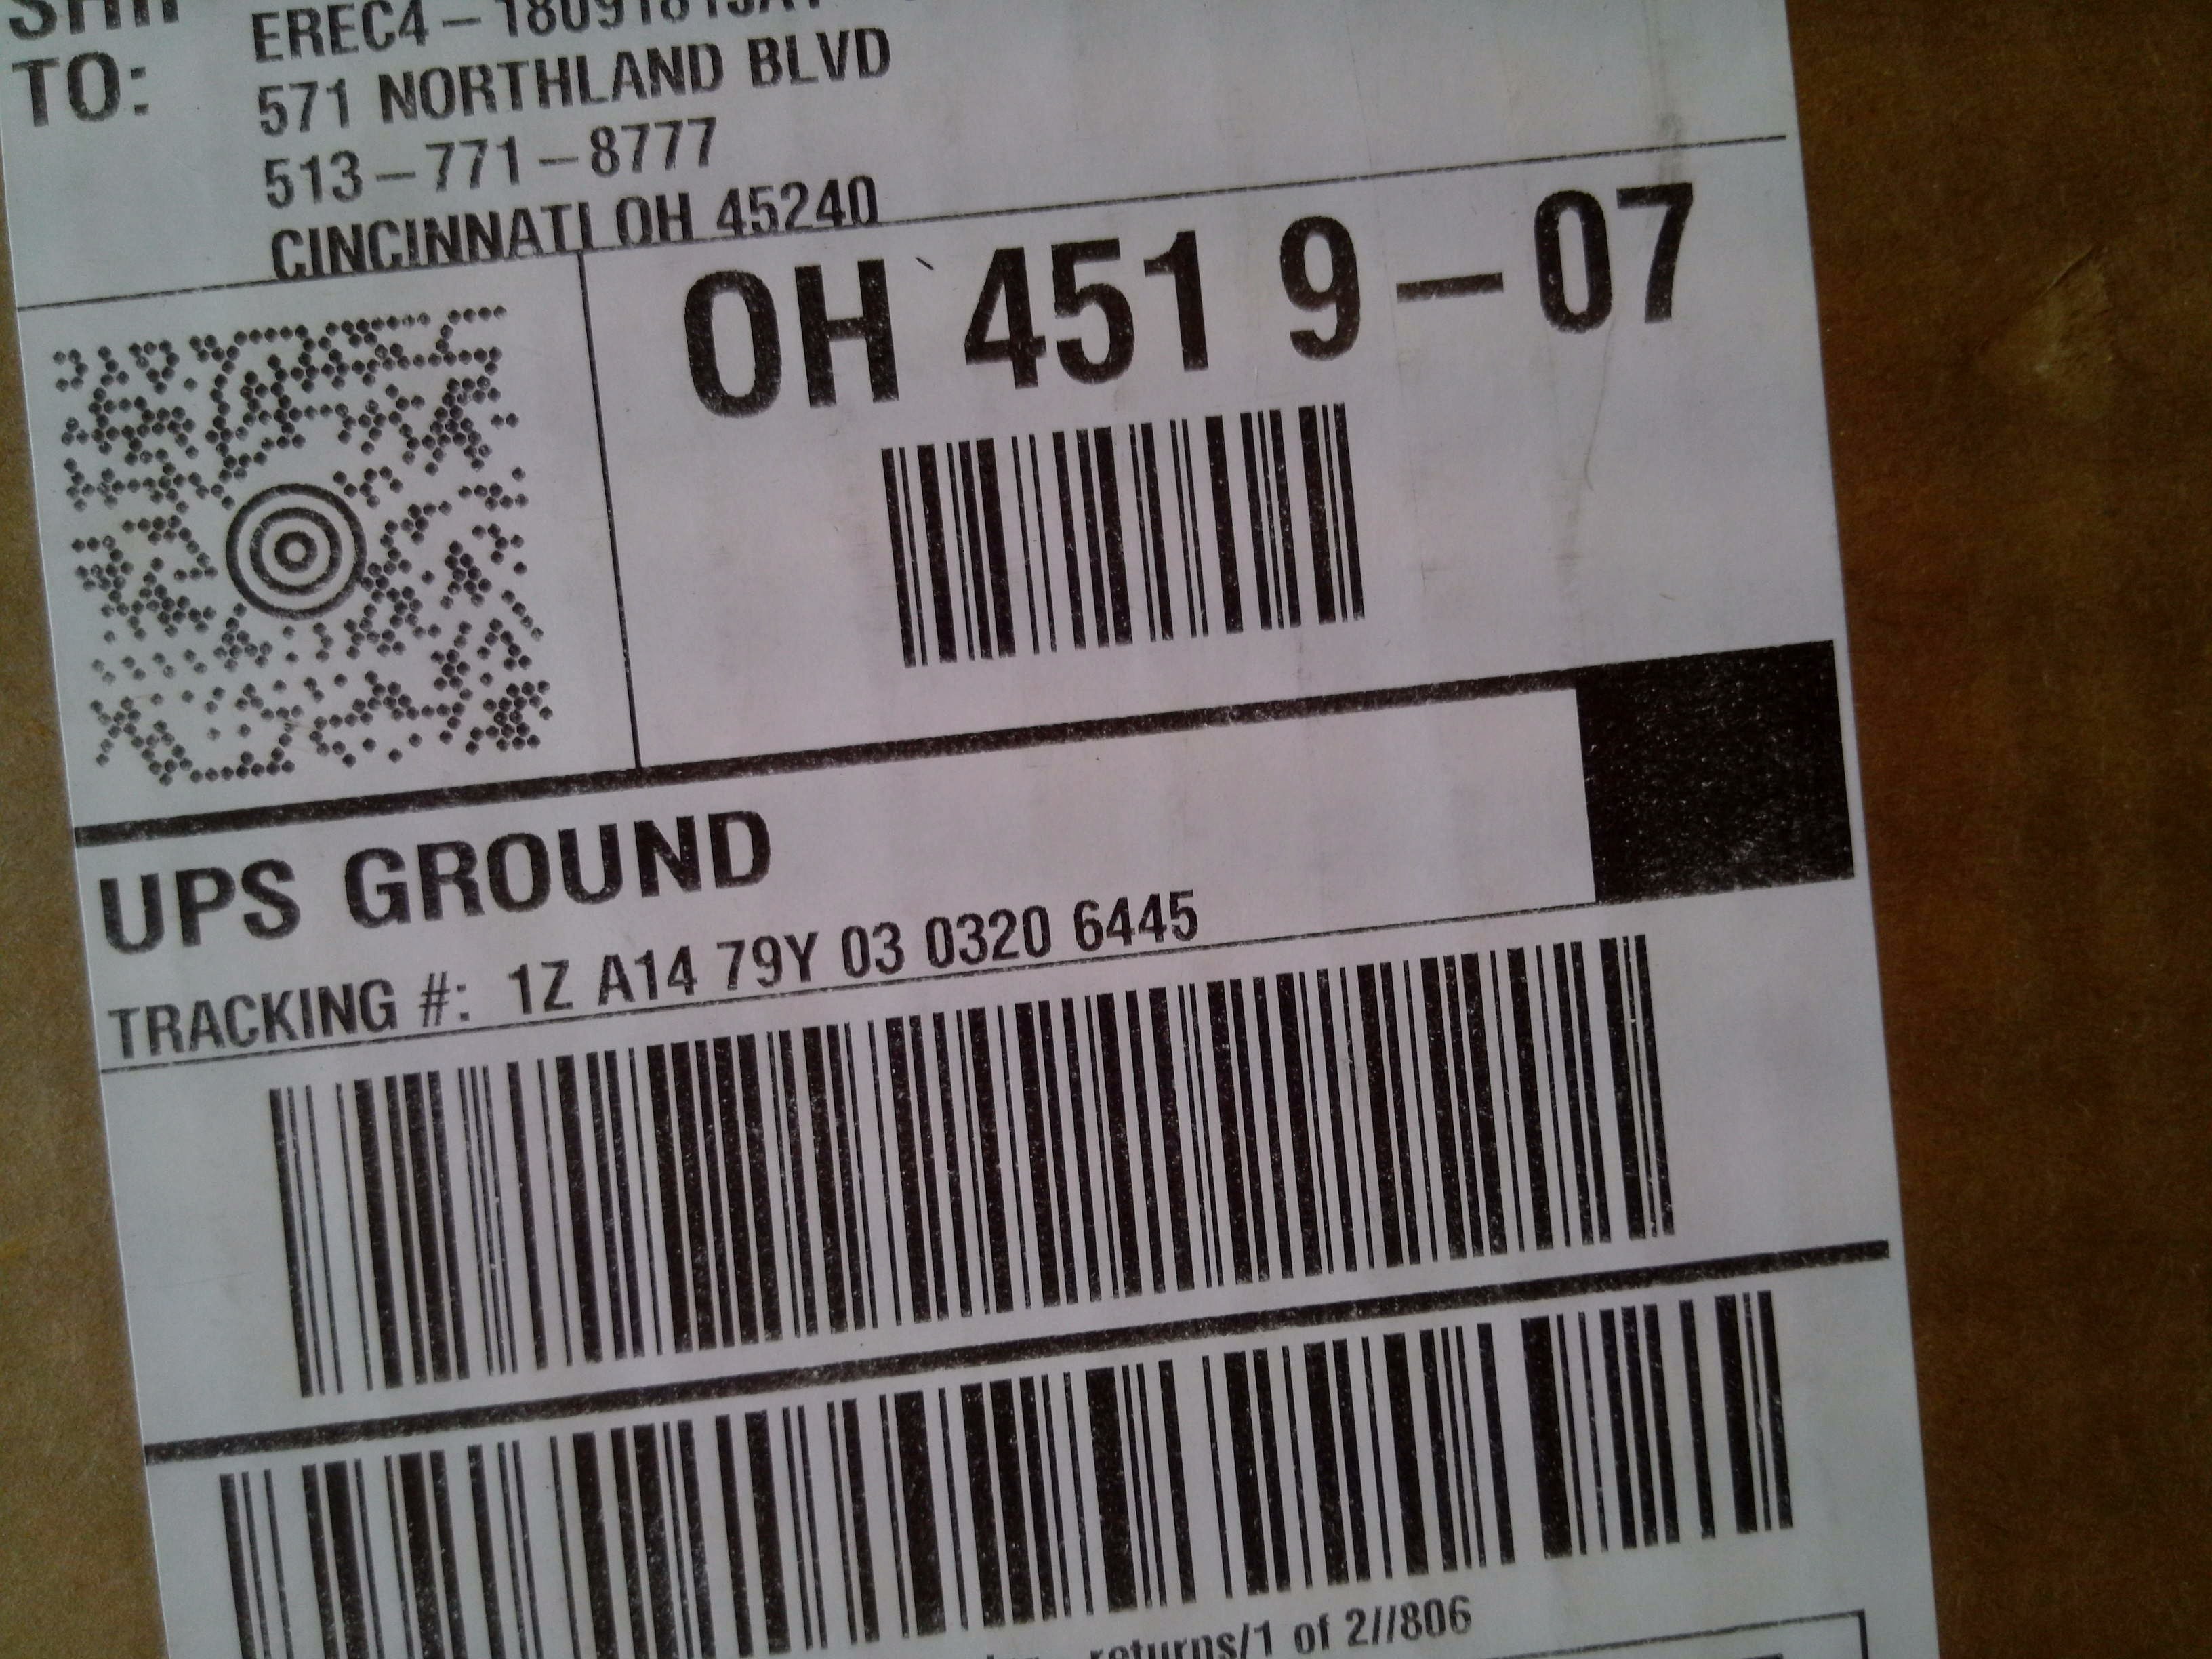 SHIP
TO:
571 NORTHLAND BLVD
513-771-8777
CINCINNATI OH 45240
OH 451 9-07
UPS GROUND
TRACKING #: 1Z A14 79Y 03 0320 6445
returns/1 of 2//806